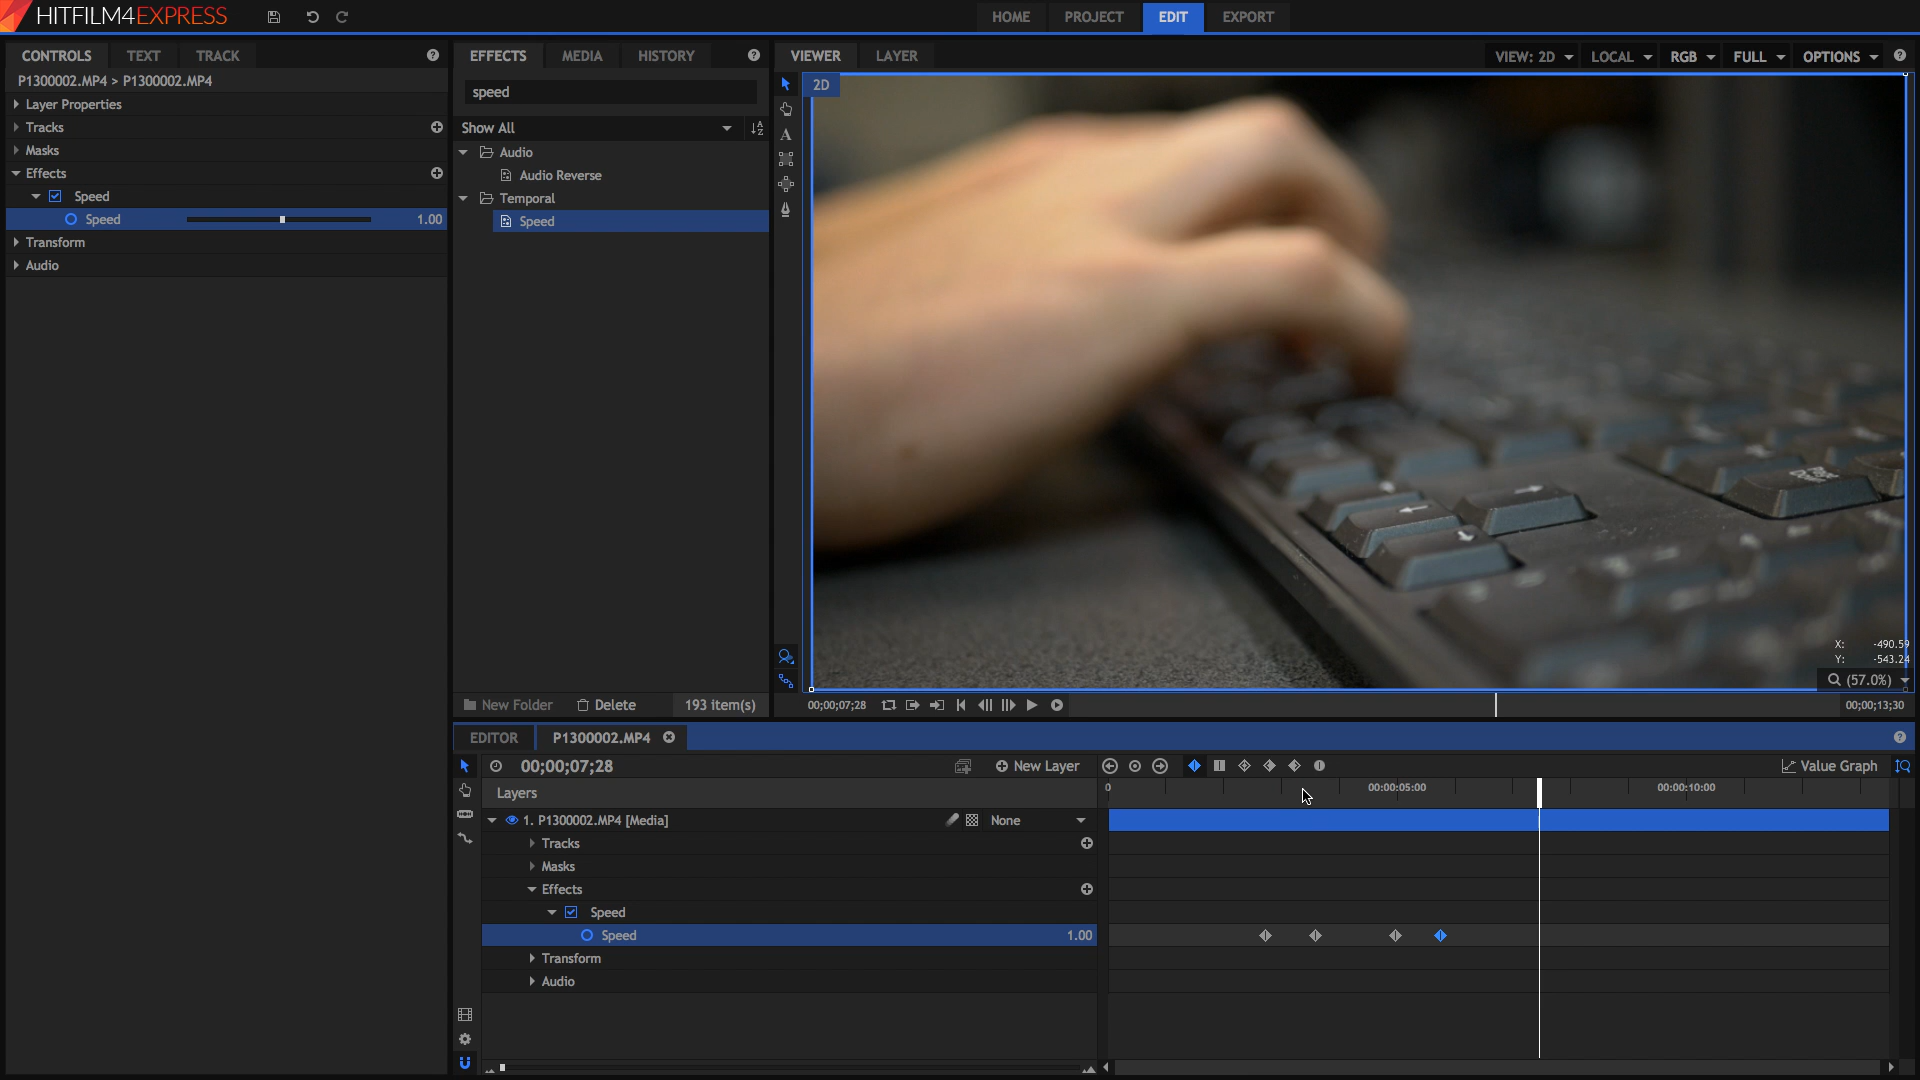 HITFILM4EXPRESS
HOME
PROJECT
EDIT
EXPORT
CONTROLS
TEXT
TRACK
P1300002.MP4 > P1300002.MP4
Layer Properties
Tracks
Masks
Effects
Speed
Speed
1.00
Transform
Audio
EFFECTS
MEDIA
HISTORY
speed
Show All
Audio
Audio Reverse
Temporal
Speed
New Folder
Delete
193 item(s)
VIEWER
LAYER
VIEW: 2D
LOCAL
RGB
FULL
OPTIONS
2D
X: -490.59
Y: -543.24
(57.0%)
00;00;07;28
00;00;13;30
EDITOR
P1300002.MP4
00;00;07;28
New Layer
Value Graph
Layers
0
00:00:05:00
00:00:10:00
1. P1300002.MP4 [Media]
None
Tracks
Masks
Effects
Speed
Speed
1.00
Transform
Audio